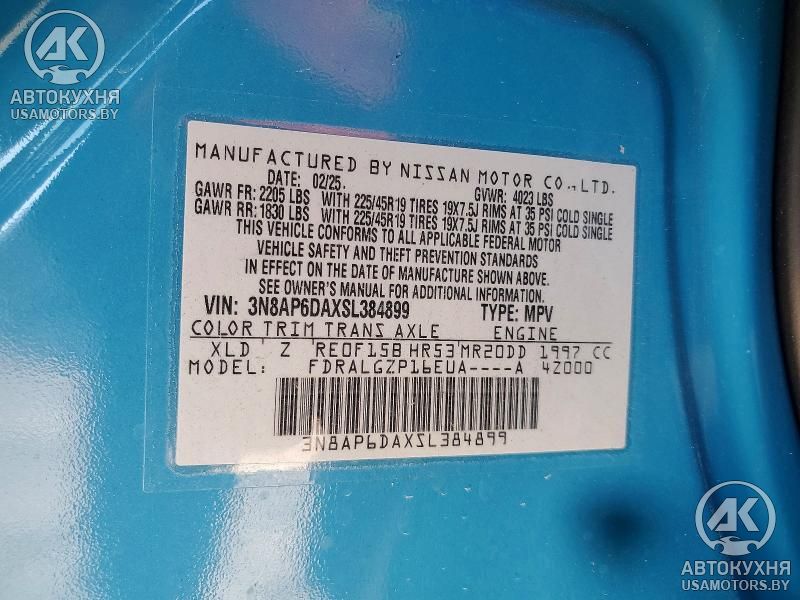 AK
АВТОКУХНЯ
USAMOTORS.BY
MANUFACTURED BY NISSAN MOTOR CO., LTD.
DATE: 02/25. GVWR: 4023 LBS
GAWR FR: 2205 LBS WITH 225/45R19 TIRES 19X7.5J RIMS AT 35 PSI COLD SINGLE
GAWR RR: 1830 LBS WITH 225/45R19 TIRES 19X7.5J RIMS AT 35 PSI COLD SINGLE
THIS VEHICLE CONFORMS TO ALL APPLICABLE FEDERAL MOTOR
VEHICLE SAFETY AND THEFT PREVENTION STANDARDS
IN EFFECT ON THE DATE OF MANUFACTURE SHOWN ABOVE.
SEE OWNER'S MANUAL FOR ADDITIONAL INFORMATION.
VIN: 3N8AP6DAXSL384899 TYPE: MPV
COLOR TRIM TRANS AXLE ENGINE
XLD Z RE0F15B HR53 MR20DD 1997 CC
MODEL: FDRALGZP16EUA----A 4Z000
3N8AP6DAXSL384899
AK
АВТОКУХНЯ
USAMOTORS.BY